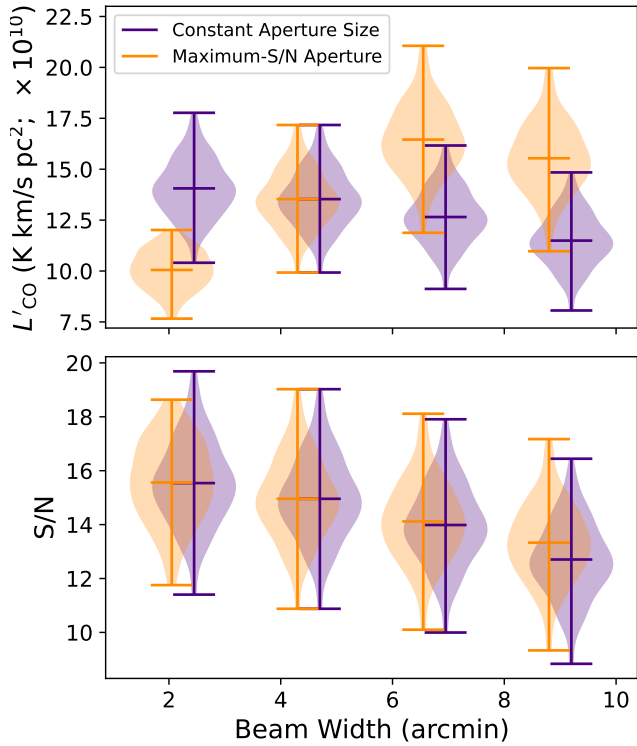 Constant Aperture Size
Maximum-S/N Aperture
L′CO (K km/s pc²; ×10¹⁰)
22.5
20.0
17.5
15.0
12.5
10.0
7.5
S/N
20
18
16
14
12
10
2 4 6 8 10
Beam Width (arcmin)